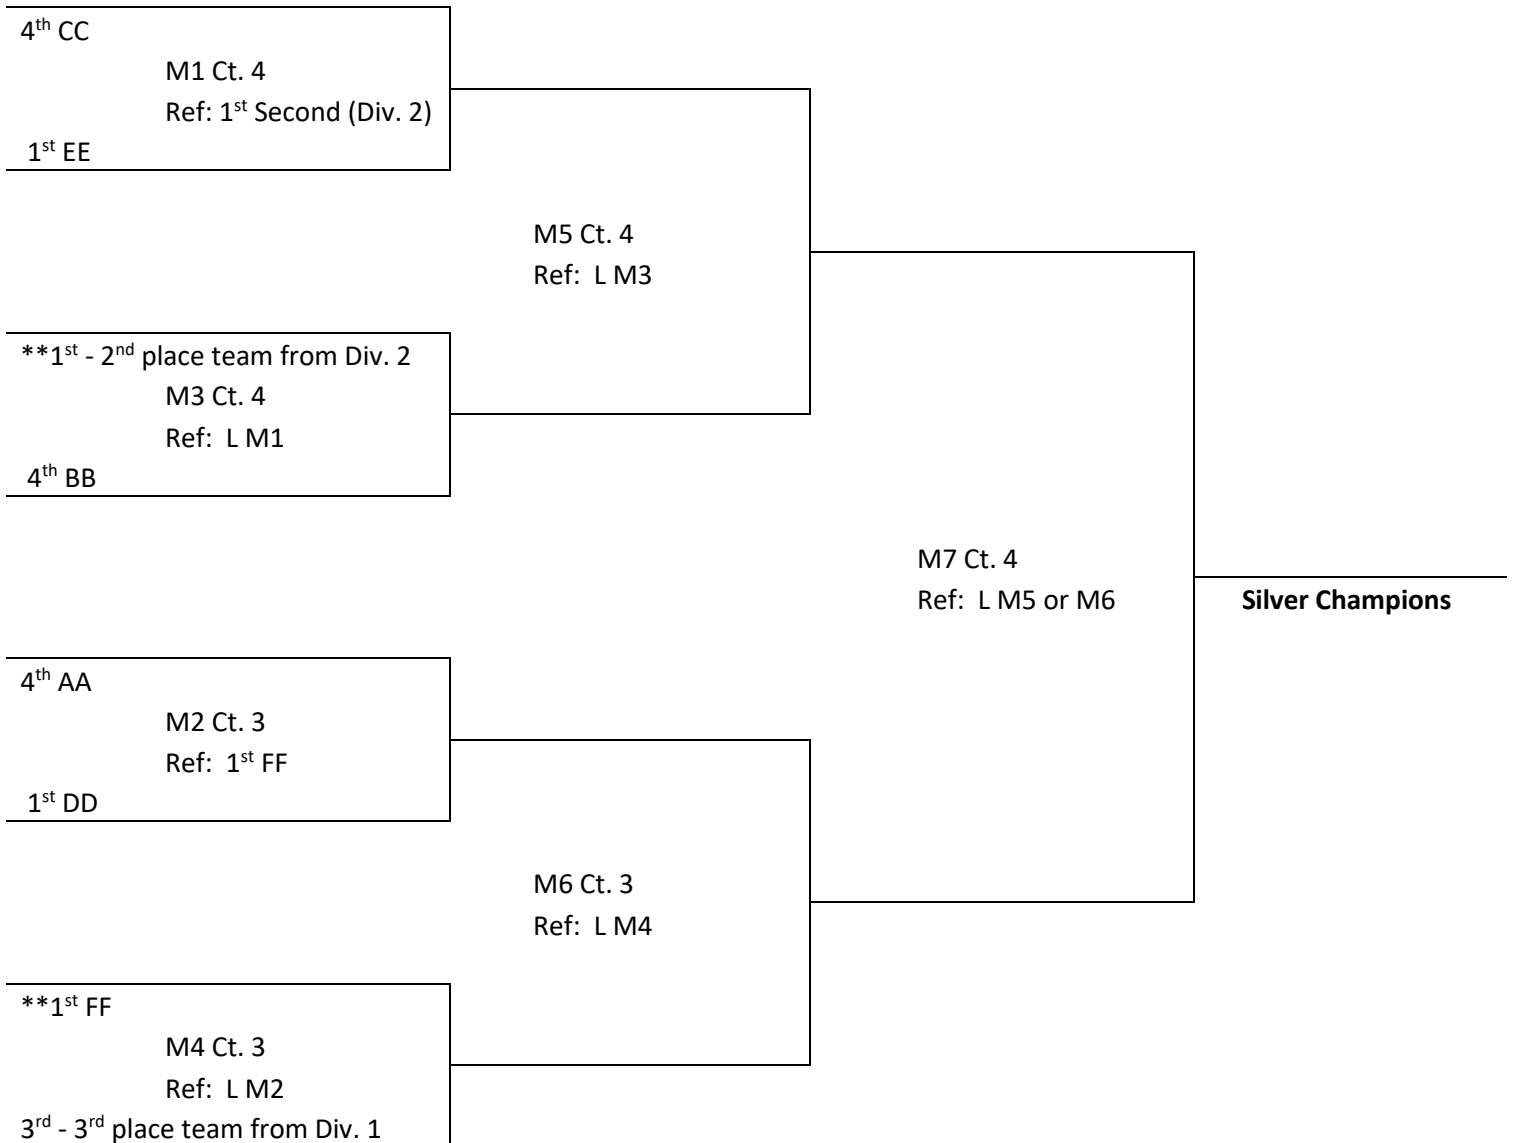 4th CC
M1 Ct. 4
Ref: 1st Second (Div. 2)
1st EE
M5 Ct. 4
Ref: L M3
**1st - 2nd place team from Div. 2
M3 Ct. 4
Ref: L M1
4th BB
M7 Ct. 4
Ref: L M5 or M6
Silver Champions
4th AA
M2 Ct. 3
Ref: 1st FF
1st DD
M6 Ct. 3
Ref: L M4
**1st FF
M4 Ct. 3
Ref: L M2
3rd - 3rd place team from Div. 1